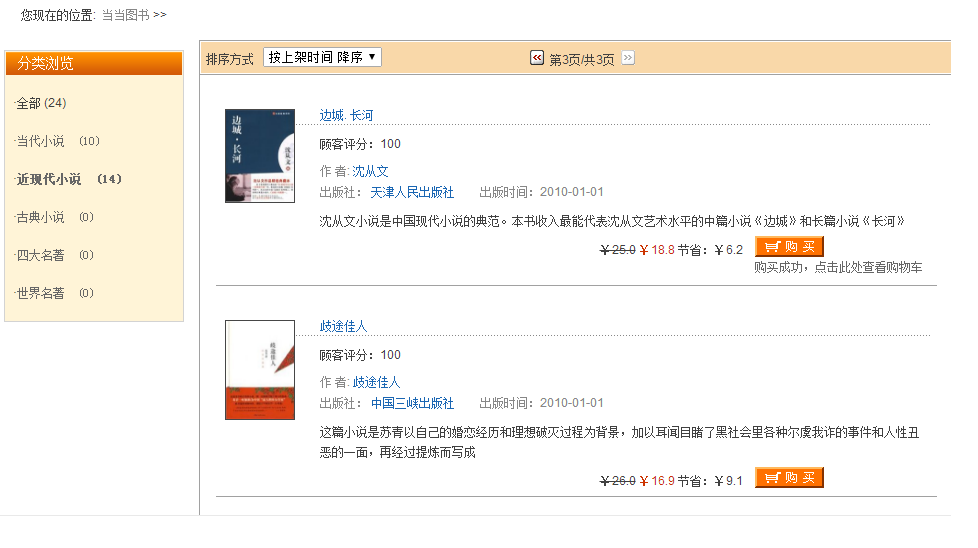 您现在的位置: 当当图书 >>
分类浏览
·全部 (24)
·当代小说 (10)
·近现代小说 (14)
·古典小说 (0)
·四大名著 (0)
·世界名著 (0)
排序方式 按上架时间 降序 第3页/共3页
边城·长河
沈从文
边城. 长河
顾客评分：100
作 者: 沈从文
出版社： 天津人民出版社 出版时间：2010-01-01
沈从文小说是中国现代小说的典范。本书收入最能代表沈从文艺术水平的中篇小说《边城》和长篇小说《长河》
￥25.0 ￥18.8 节省：￥6.2 购 买
购买成功，点击此处查看购物车
歧途佳人
歧途佳人
顾客评分：100
作 者: 歧途佳人
出版社： 中国三峡出版社 出版时间：2010-01-01
这篇小说是苏青以自己的婚恋经历和理想破灭过程为背景，加以耳闻目睹了黑社会里各种尔虞我诈的事件和人性丑
恶的一面，再经过提炼而写成
￥26.0 ￥16.9 节省：￥9.1 购 买